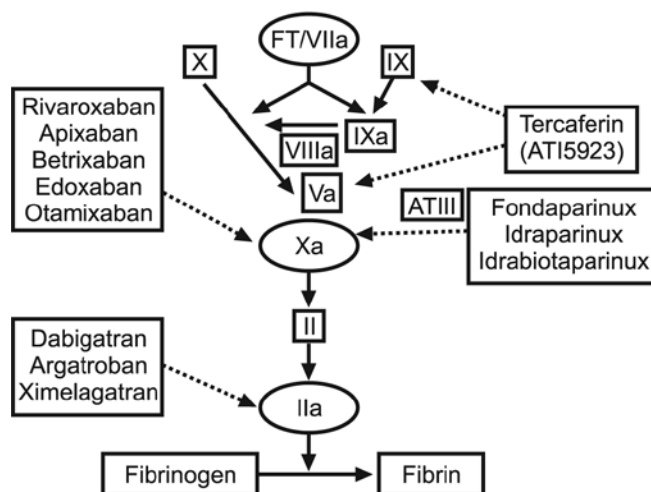 FT/VIIa
X
IX
Rivaroxaban
Apixaban
Betrixaban
Edoxaban
Otamixaban
IXa
VIIIa
Tercaferin
(ATI5923)
Va
ATIII
Fondaparinux
Idraparinux
Idrabiotaparinux
Xa
II
Dabigatran
Argatroban
Ximelagatran
IIa
Fibrinogen
Fibrin